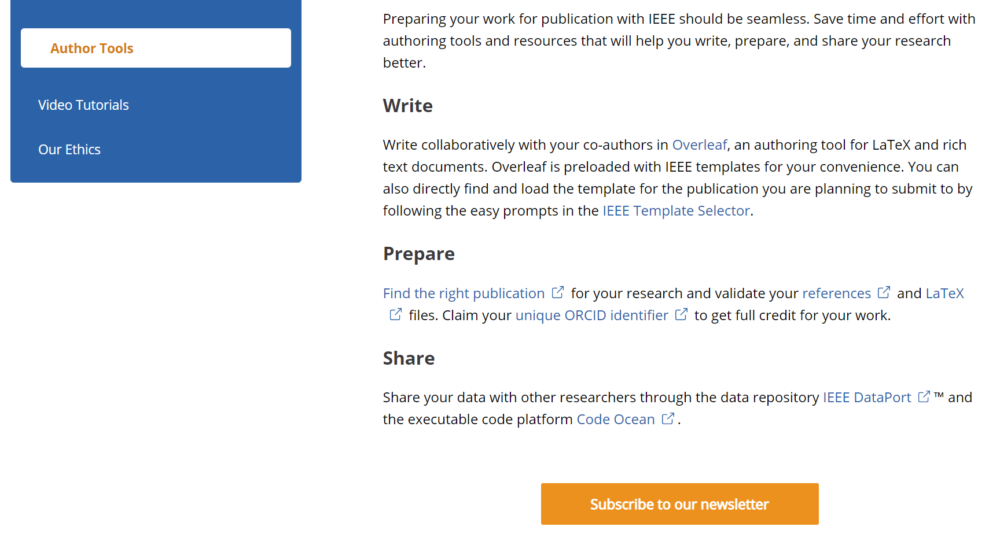 Author Tools
Video Tutorials
Our Ethics
Preparing your work for publication with IEEE should be seamless. Save time and effort with
authoring tools and resources that will help you write, prepare, and share your research
better.
Write
Write collaboratively with your co-authors in Overleaf, an authoring tool for LaTeX and rich
text documents. Overleaf is preloaded with IEEE templates for your convenience. You can
also directly find and load the template for the publication you are planning to submit to by
following the easy prompts in the IEEE Template Selector.
Prepare
Find the right publication for your research and validate your references and LaTeX
files. Claim your unique ORCID identifier to get full credit for your work.
Share
Share your data with other researchers through the data repository IEEE DataPort ™ and
the executable code platform Code Ocean .
Subscribe to our newsletter